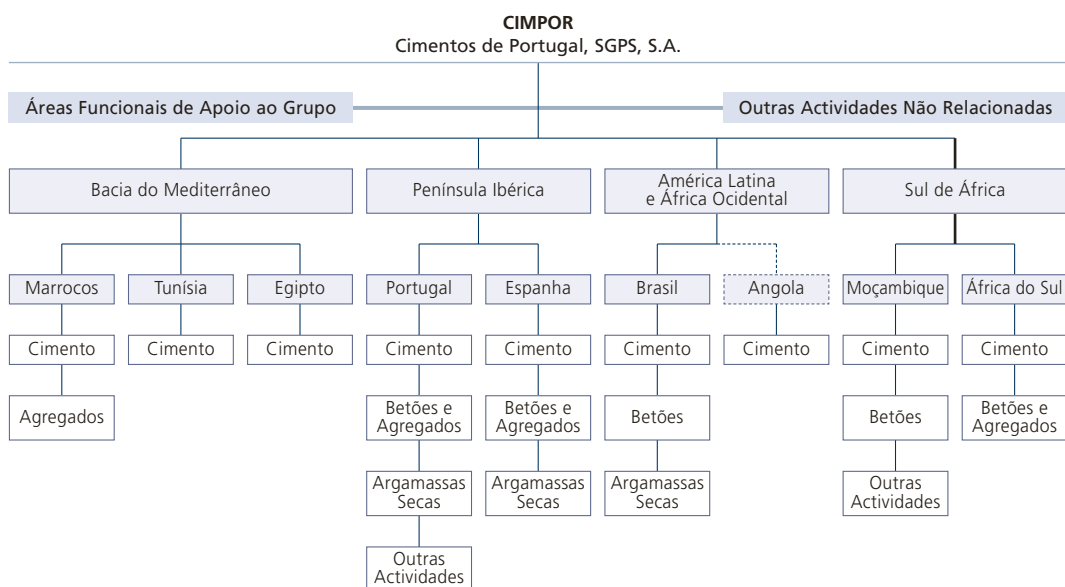 CIMPOR
Cimentos de Portugal, SGPS, S.A.
Áreas Funcionais de Apoio ao Grupo
Outras Actividades Não Relacionadas
Bacia do Mediterrâneo
Península Ibérica
América Latina
e África Ocidental
Sul de África
Marrocos
Tunísia
Egipto
Portugal
Espanha
Brasil
Angola
Moçambique
África do Sul
Cimento
Cimento
Cimento
Cimento
Cimento
Cimento
Cimento
Cimento
Cimento
Agregados
Betões e
Agregados
Betões e
Agregados
Betões
Betões
Betões e
Agregados
Argamassas
Secas
Argamassas
Secas
Argamassas
Secas
Outras
Actividades
Outras
Actividades